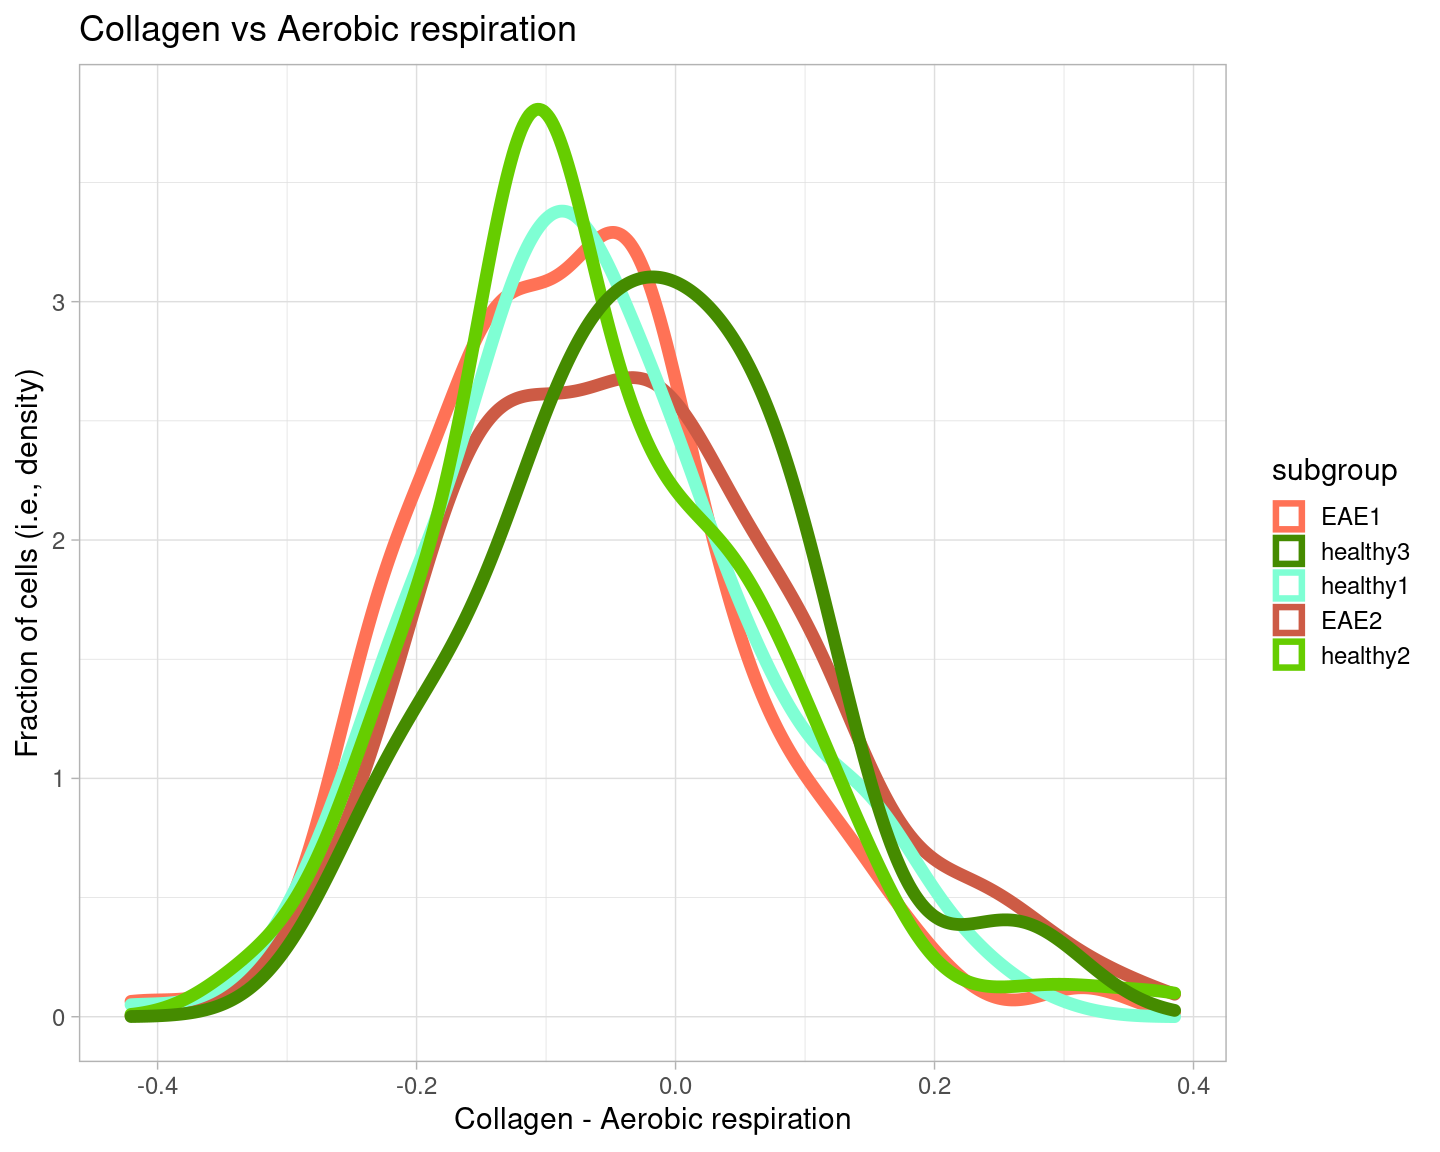 Collagen vs Aerobic respiration
Fraction of cells (i.e., density)
3
2
1
0
-0.4 -0.2 0.0 0.2 0.4
Collagen - Aerobic respiration
subgroup
EAE1
healthy3
healthy1
EAE2
healthy2